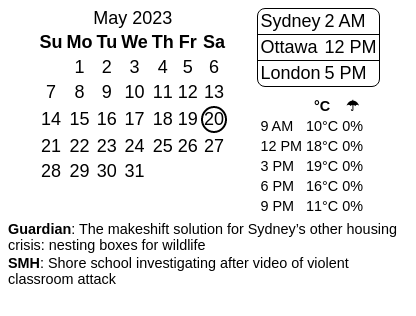 May 2023
Su Mo Tu We Th Fr Sa
1 2 3 4 5 6
7 8 9 10 11 12 13
14 15 16 17 18 19 20
21 22 23 24 25 26 27
28 29 30 31
Sydney 2 AM
Ottawa 12 PM
London 5 PM
°C ☂
9 AM 10°C 0%
12 PM 18°C 0%
3 PM 19°C 0%
6 PM 16°C 0%
9 PM 11°C 0%
Guardian: The makeshift solution for Sydney’s other housing
crisis: nesting boxes for wildlife
SMH: Shore school investigating after video of violent
classroom attack